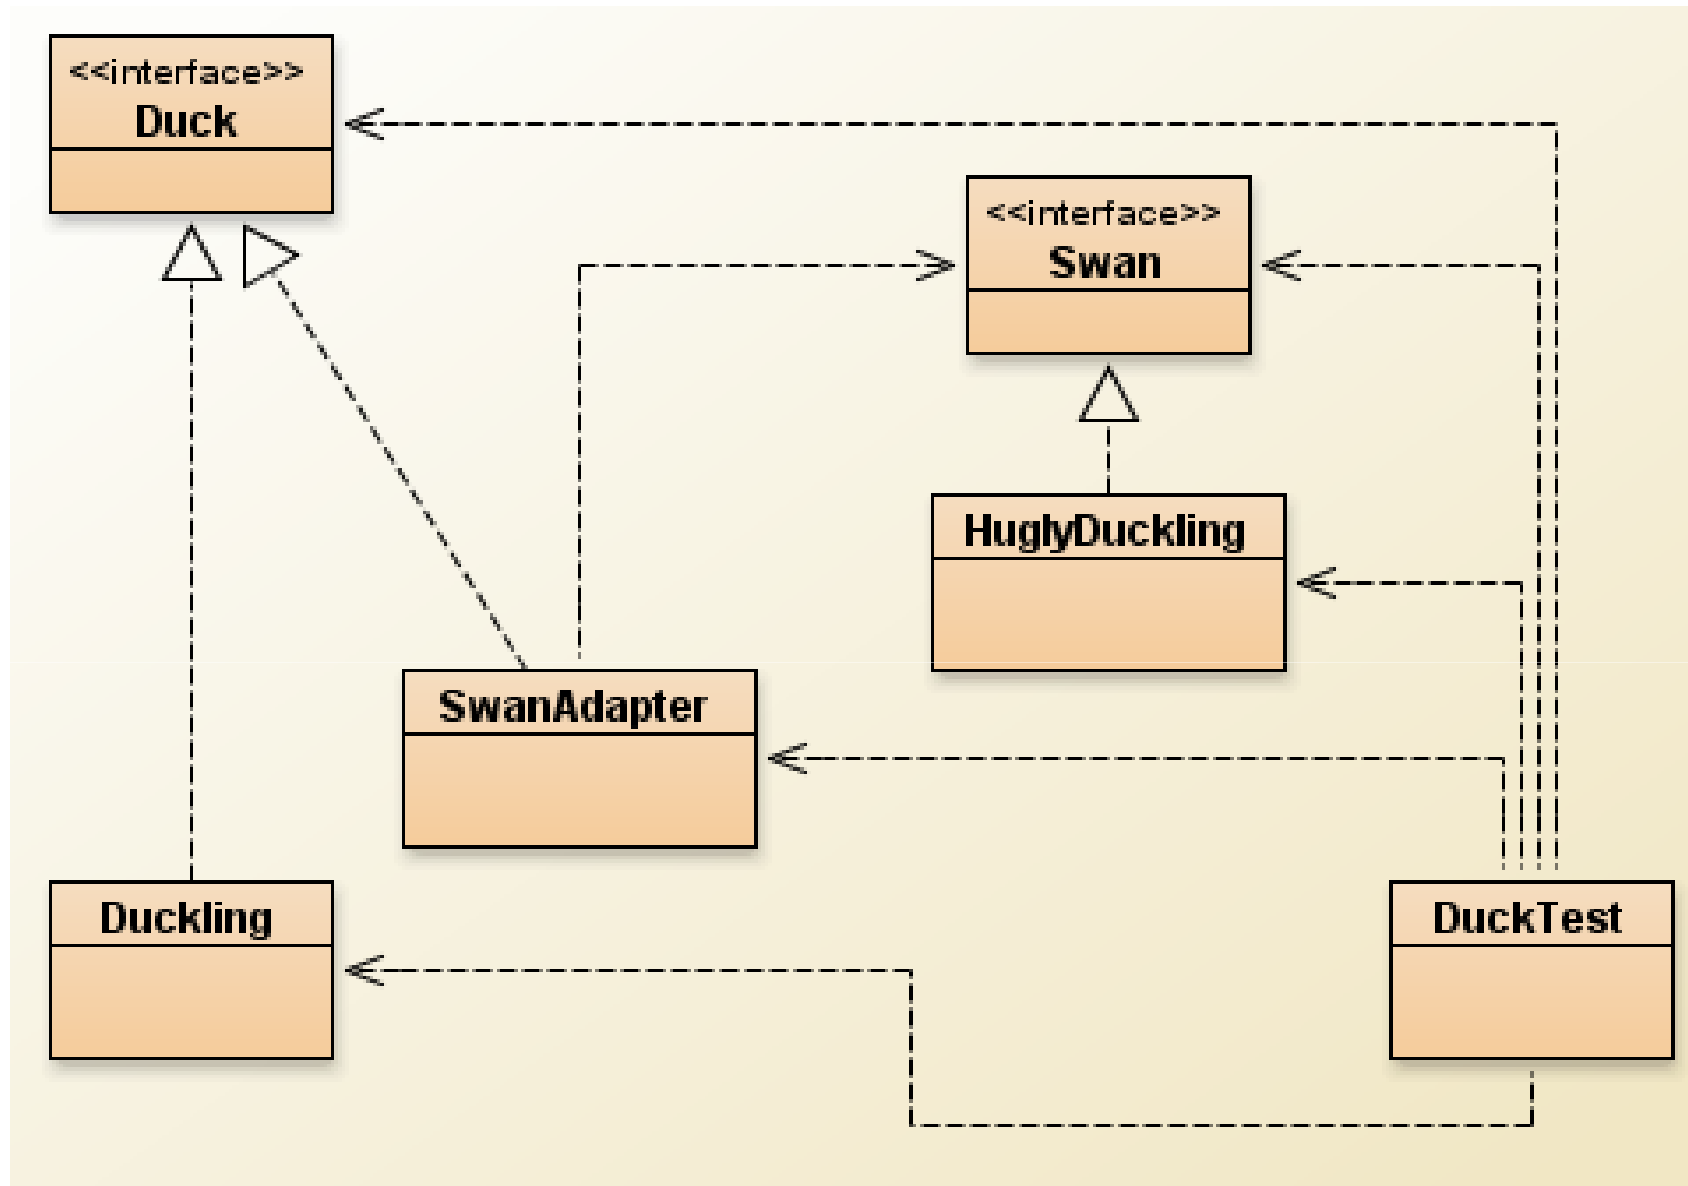 <<interface>>
Duck
<<interface>>
Swan
HuglyDuckling
SwanAdapter
Duckling
DuckTest